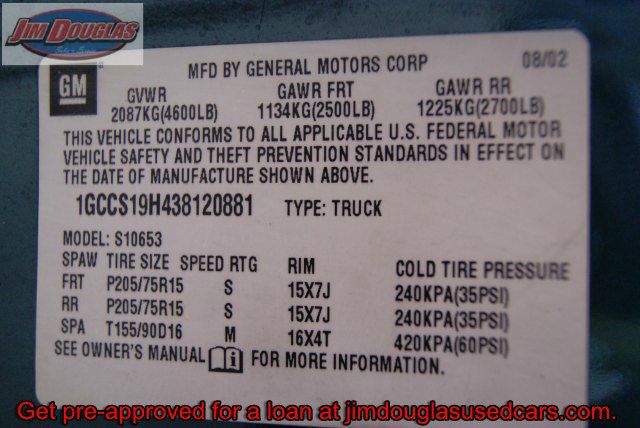 JIM DOUGLAS
Sales & Service
GM
MFD BY GENERAL MOTORS CORP 08/02
GVWR GAWR FRT GAWR RR
2087KG(4600LB) 1134KG(2500LB) 1225KG(2700LB)
THIS VEHICLE CONFORMS TO ALL APPLICABLE U.S. FEDERAL MOTOR
VEHICLE SAFETY AND THEFT PREVENTION STANDARDS IN EFFECT ON
THE DATE OF MANUFACTURE SHOWN ABOVE.
1GCCS19H438120881 TYPE: TRUCK
MODEL: S10653
SPAW TIRE SIZE SPEED RTG RIM COLD TIRE PRESSURE
FRT P205/75R15 S 15X7J 240KPA(35PSI)
RR P205/75R15 S 15X7J 240KPA(35PSI)
SPA T155/90D16 M 16X4T 420KPA(60PSI)
SEE OWNER'S MANUAL FOR MORE INFORMATION.
Get pre-approved for a loan at jimdouglasusedcars.com.